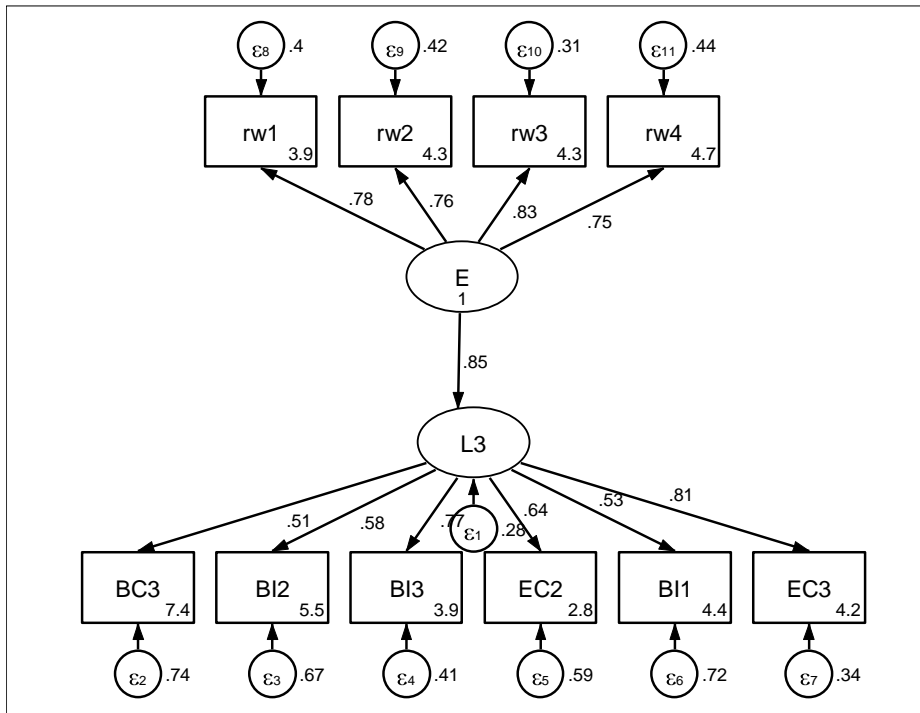 ε8 .4 ε9 .42 ε10 .31 ε11 .44
rw1 rw2 rw3 rw4
3.9 4.3 4.3 4.7
.78 .76 .83 .75
E
1
.85
L3
.51 .58 .77 .64 .53 .81
ε1 .28
BC3 BI2 BI3 EC2 BI1 EC3
7.4 5.5 3.9 2.8 4.4 4.2
ε2 .74 ε3 .67 ε4 .41 ε5 .59 ε6 .72 ε7 .34